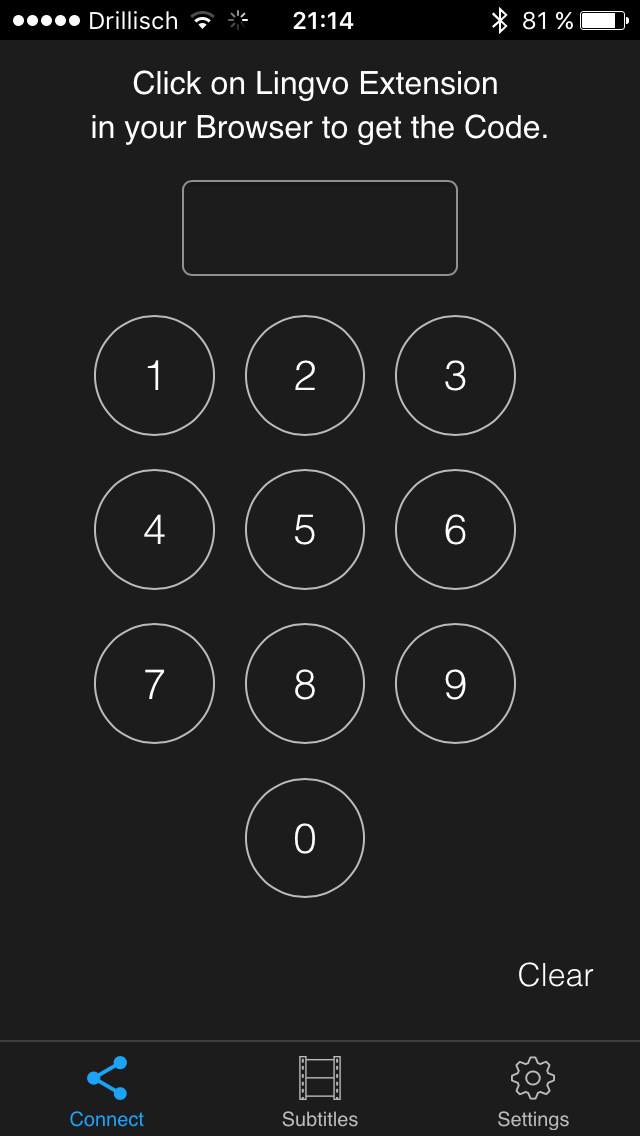 Drillisch 21:14 81 %
Click on Lingvo Extension
in your Browser to get the Code.
1 2 3
4 5 6
7 8 9
0
Clear
Connect Subtitles Settings